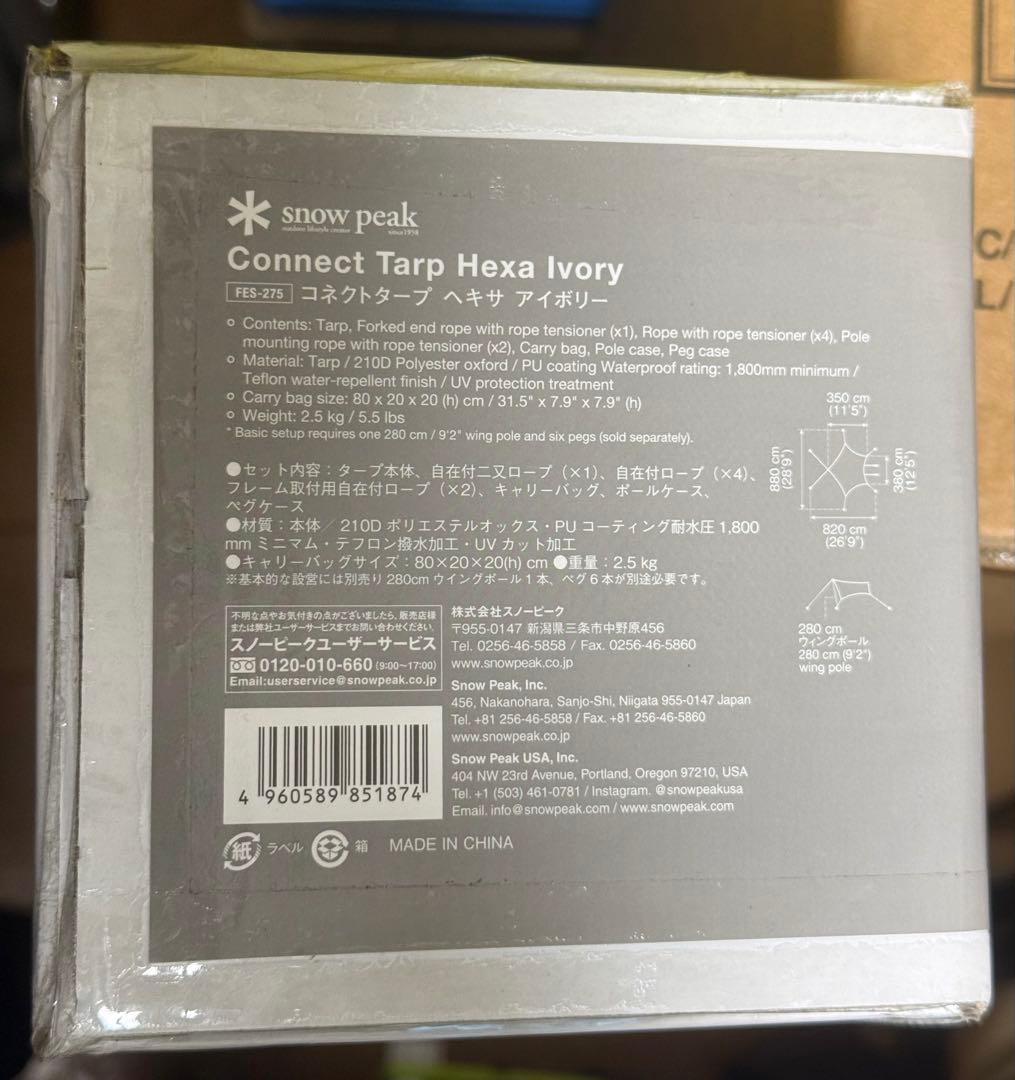 snow peak
outdoor lifestyle creator
since1958
Connect Tarp Hexa Ivory
FES-275 コネクトタープ ヘキサ アイボリー
Contents: Tarp, Forked end rope with rope tensioner (x1), Rope with rope tensioner (x4), Pole
mounting rope with rope tensioner (x2), Carry bag, Pole case, Peg case
Material: Tarp / 210D Polyester oxford / PU coating Waterproof rating: 1,800mm minimum /
Teflon water-repellent finish / UV protection treatment
Carry bag size: 80 x 20 x 20 (h) cm / 31.5" x 7.9" x 7.9" (h)
Weight: 2.5 kg / 5.5 lbs
* Basic setup requires one 280 cm / 9'2" wing pole and six pegs (sold separately).
●セット内容：タープ本体、自在付二又ロープ（×1）、自在付ロープ（×4）、
フレーム取付用自在付ロープ（×2）、キャリーバッグ、ポールケース、
ペグケース
●材質：本体／210D ポリエステルオックス・PU コーティング耐水圧 1,800
mm ミニマム・テフロン撥水加工・UV カット加工
●キャリーバッグサイズ：80×20×20(h) cm ●重量：2.5 kg
※基本的な設営には別売り 280cm ウイングポール 1 本、ペグ 6 本が別途必要です。
350 cm
(11'5")
880 cm
(28'9")
380 cm
(12'5")
820 cm
(26'9")
280 cm
ウィングポール
280 cm (9'2")
wing pole
不明な点やお気付きの点がございましたら、販売店様
または弊社ユーザーサービスまでお問い合わせください。
スノーピークユーザーサービス
0120-010-660 (9:00～17:00)
Email:userservice@snowpeak.co.jp
株式会社スノーピーク
〒955-0147 新潟県三条市中野原456
Tel. 0256-46-5858 / Fax. 0256-46-5860
www.snowpeak.co.jp
Snow Peak, Inc.
456, Nakanohara, Sanjo-Shi, Niigata 955-0147 Japan
Tel. +81 256-46-5858 / Fax. +81 256-46-5860
www.snowpeak.co.jp
Snow Peak USA, Inc.
404 NW 23rd Avenue, Portland, Oregon 97210, USA
Tel. +1 (503) 461-0781 / Instagram. @snowpeakusa
Email. info@snowpeak.com / www.snowpeak.com
4 960589 851874
紙 ラベル 箱 MADE IN CHINA
C/
L/